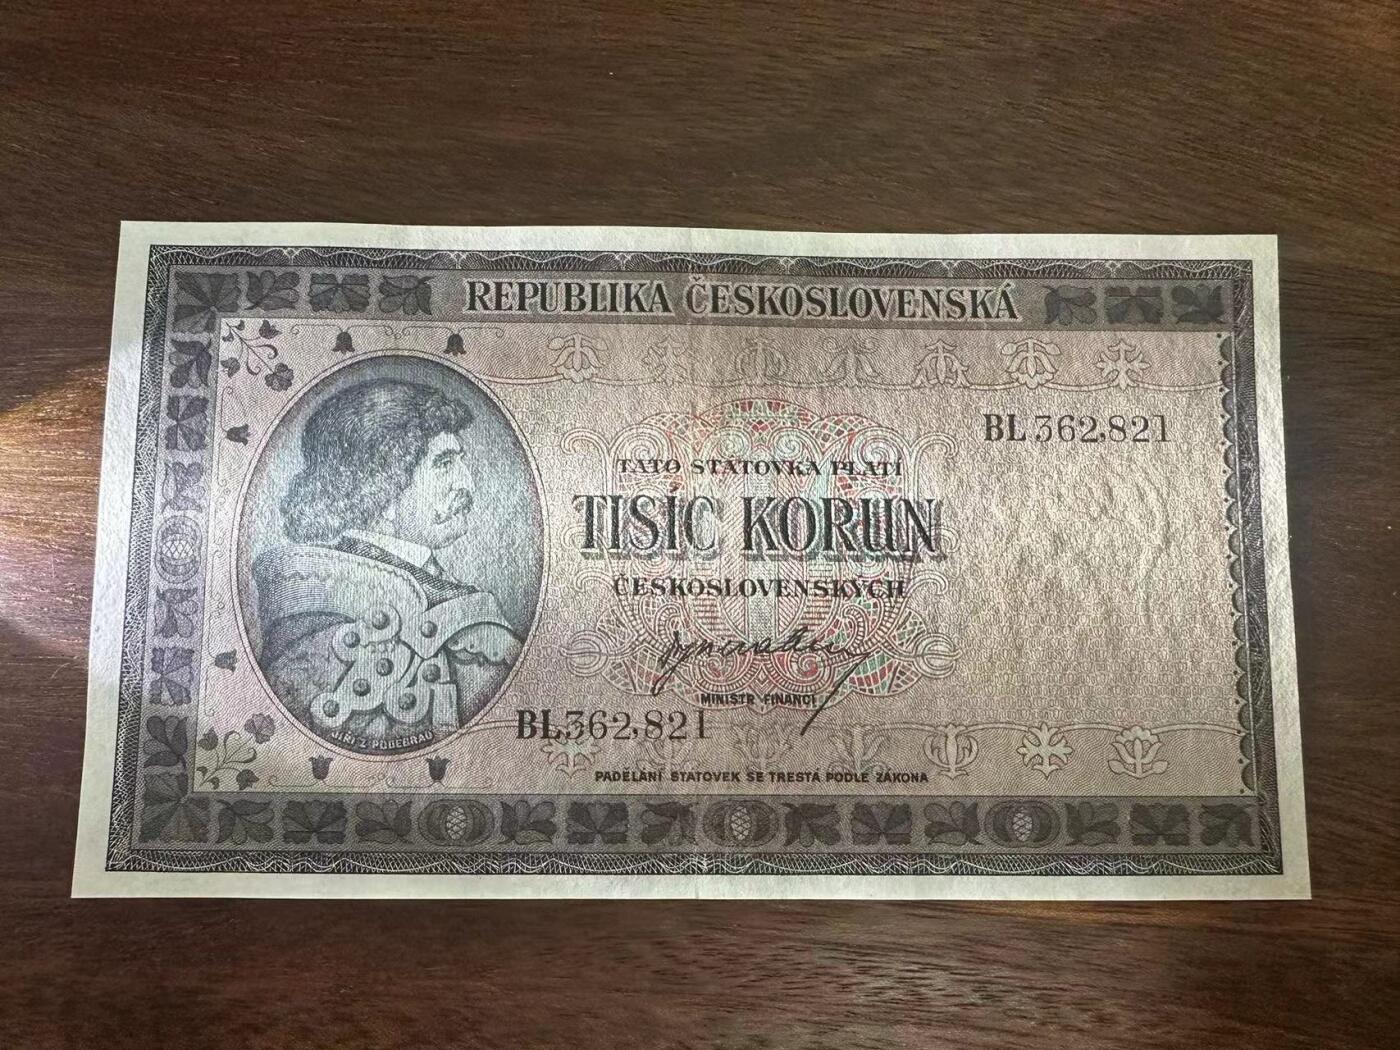 REPUBLIKA ČESKOSLOVENSKÁ
BL 362,821
TATO STÁTOVKA PLATÍ
TISÍC KORUN
ČESKOSLOVENSKÝCH
MINISTR FINANCÍ
BL 362,821
JIŘÍ Z PODĚBRAD
PADĚLÁNÍ STÁTOVEK SE TRESTÁ PODLE ZÁKONA